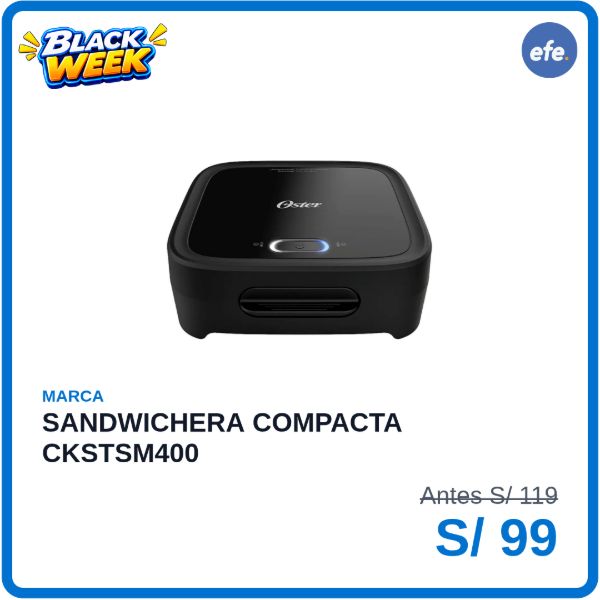 BLACK
WEEK
efe.
Oster
MARCA
SANDWICHERA COMPACTA
CKSTSM400
Antes S/ 119
S/ 99